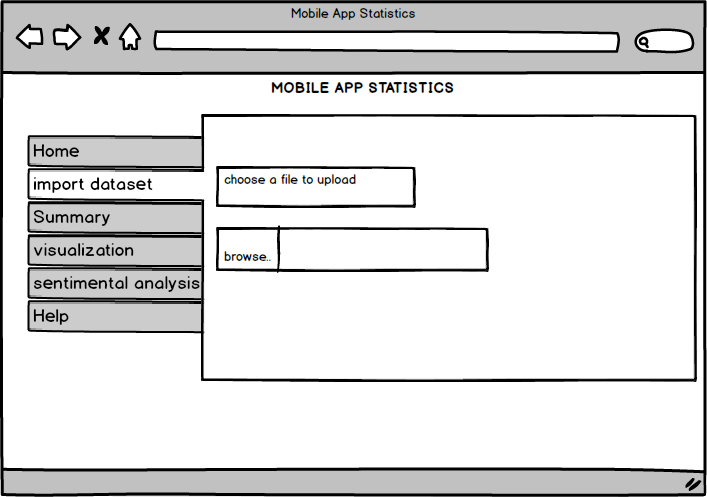 Mobile App Statistics
MOBILE APP STATISTICS
Home
import dataset
Summary
visualization
sentimental analysis
Help
choose a file to upload
browse..